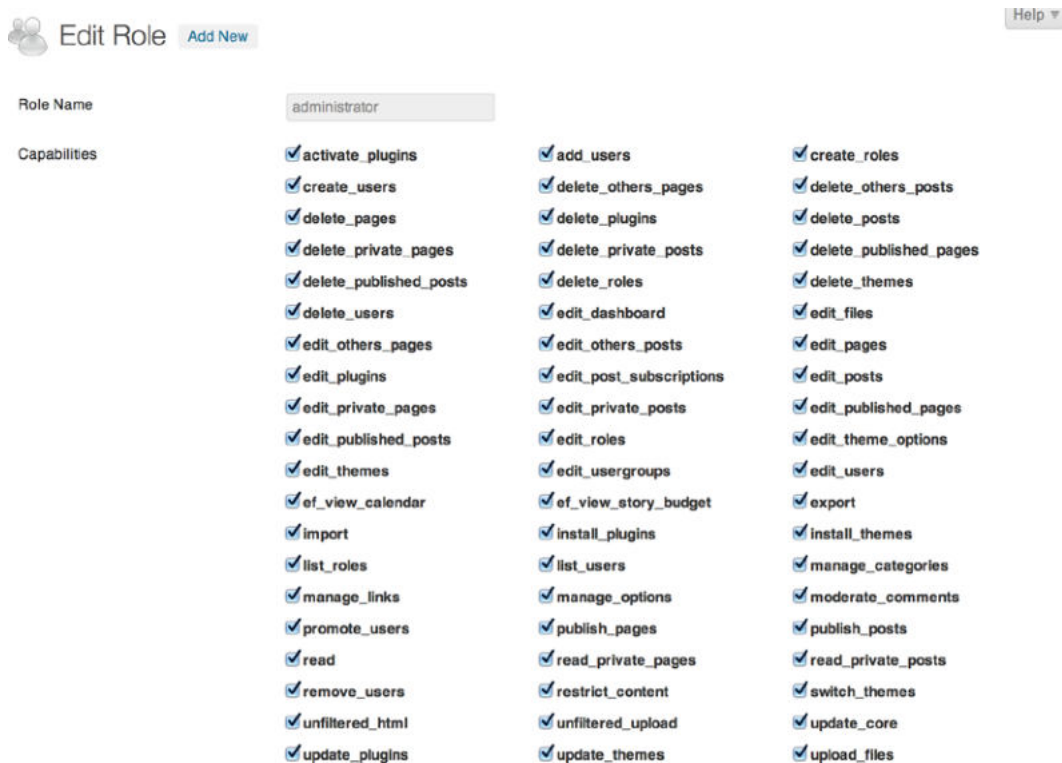 Help
Edit Role Add New
Role Name administrator
Capabilities activate_plugins add_users create_roles
create_users delete_others_pages delete_others_posts
delete_pages delete_plugins delete_posts
delete_private_pages delete_private_posts delete_published_pages
delete_published_posts delete_roles delete_themes
delete_users edit_dashboard edit_files
edit_others_pages edit_others_posts edit_pages
edit_plugins edit_post_subscriptions edit_posts
edit_private_pages edit_private_posts edit_published_pages
edit_published_posts edit_roles edit_theme_options
edit_themes edit_usergroups edit_users
ef_view_calendar ef_view_story_budget export
import install_plugins install_themes
list_roles list_users manage_categories
manage_links manage_options moderate_comments
promote_users publish_pages publish_posts
read read_private_pages read_private_posts
remove_users restrict_content switch_themes
unfiltered_html unfiltered_upload update_core
update_plugins update_themes upload_files